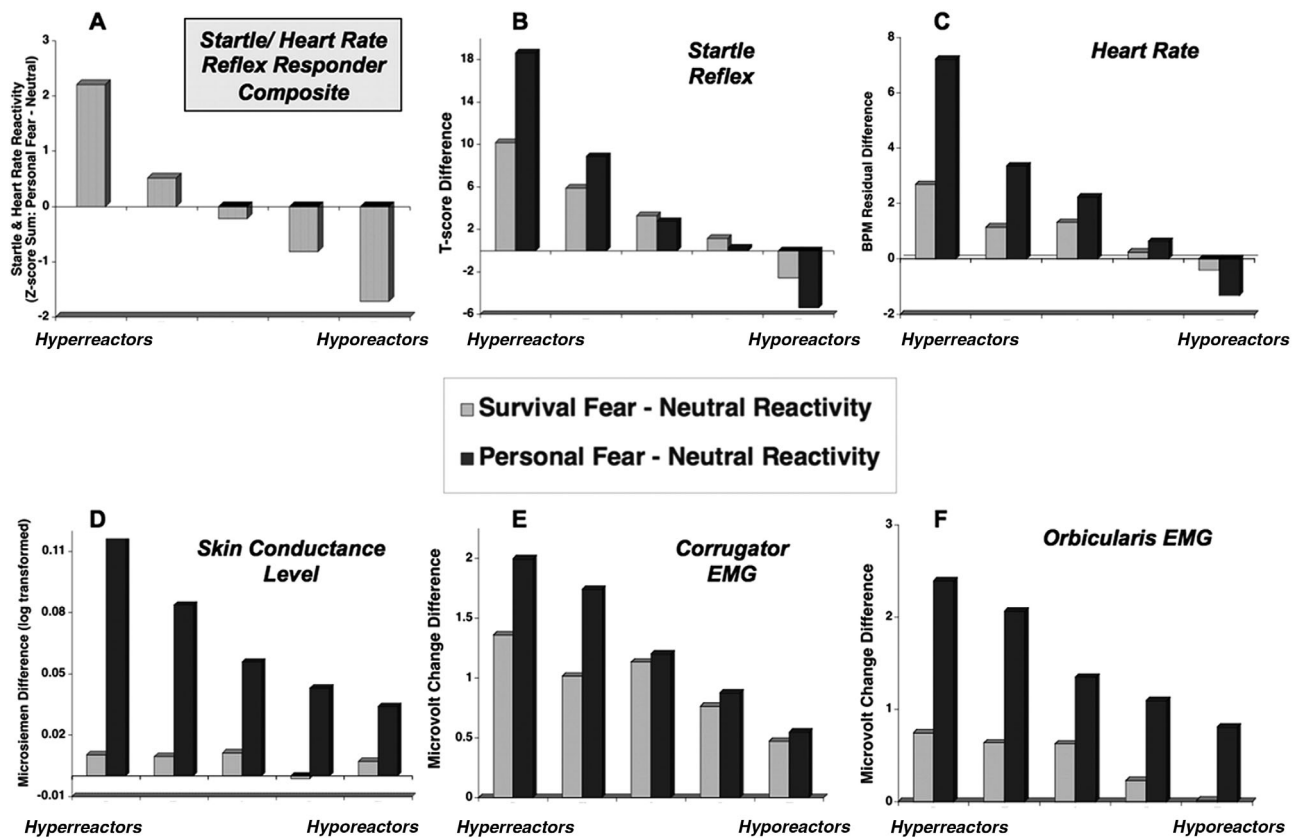 A
Startle/ Heart Rate
Reflex Responder
Composite
Startle & Heart Rate Reactivity
(Z-score Sum: Personal Fear - Neutral)
3
2
1
0
-1
-2
Hyperreactors
Hyporeactors
B
Startle
Reflex
T-score Difference
18
14
10
6
2
-2
-6
Hyperreactors
Hyporeactors
C
Heart Rate
BPM Residual Difference
8
6
4
2
0
-2
Hyperreactors
Hyporeactors
Survival Fear - Neutral Reactivity
Personal Fear - Neutral Reactivity
D
Skin Conductance
Level
Microsiemen Difference (log transformed)
0.11
0.08
0.05
0.02
-0.01
Hyperreactors
Hyporeactors
E
Corrugator
EMG
Microvolt Change Difference
2
1.5
1
0.5
0
Hyperreactors
Hyporeactors
F
Orbicularis EMG
Microvolt Change Difference
3
2
1
0
Hyperreactors
Hyporeactors